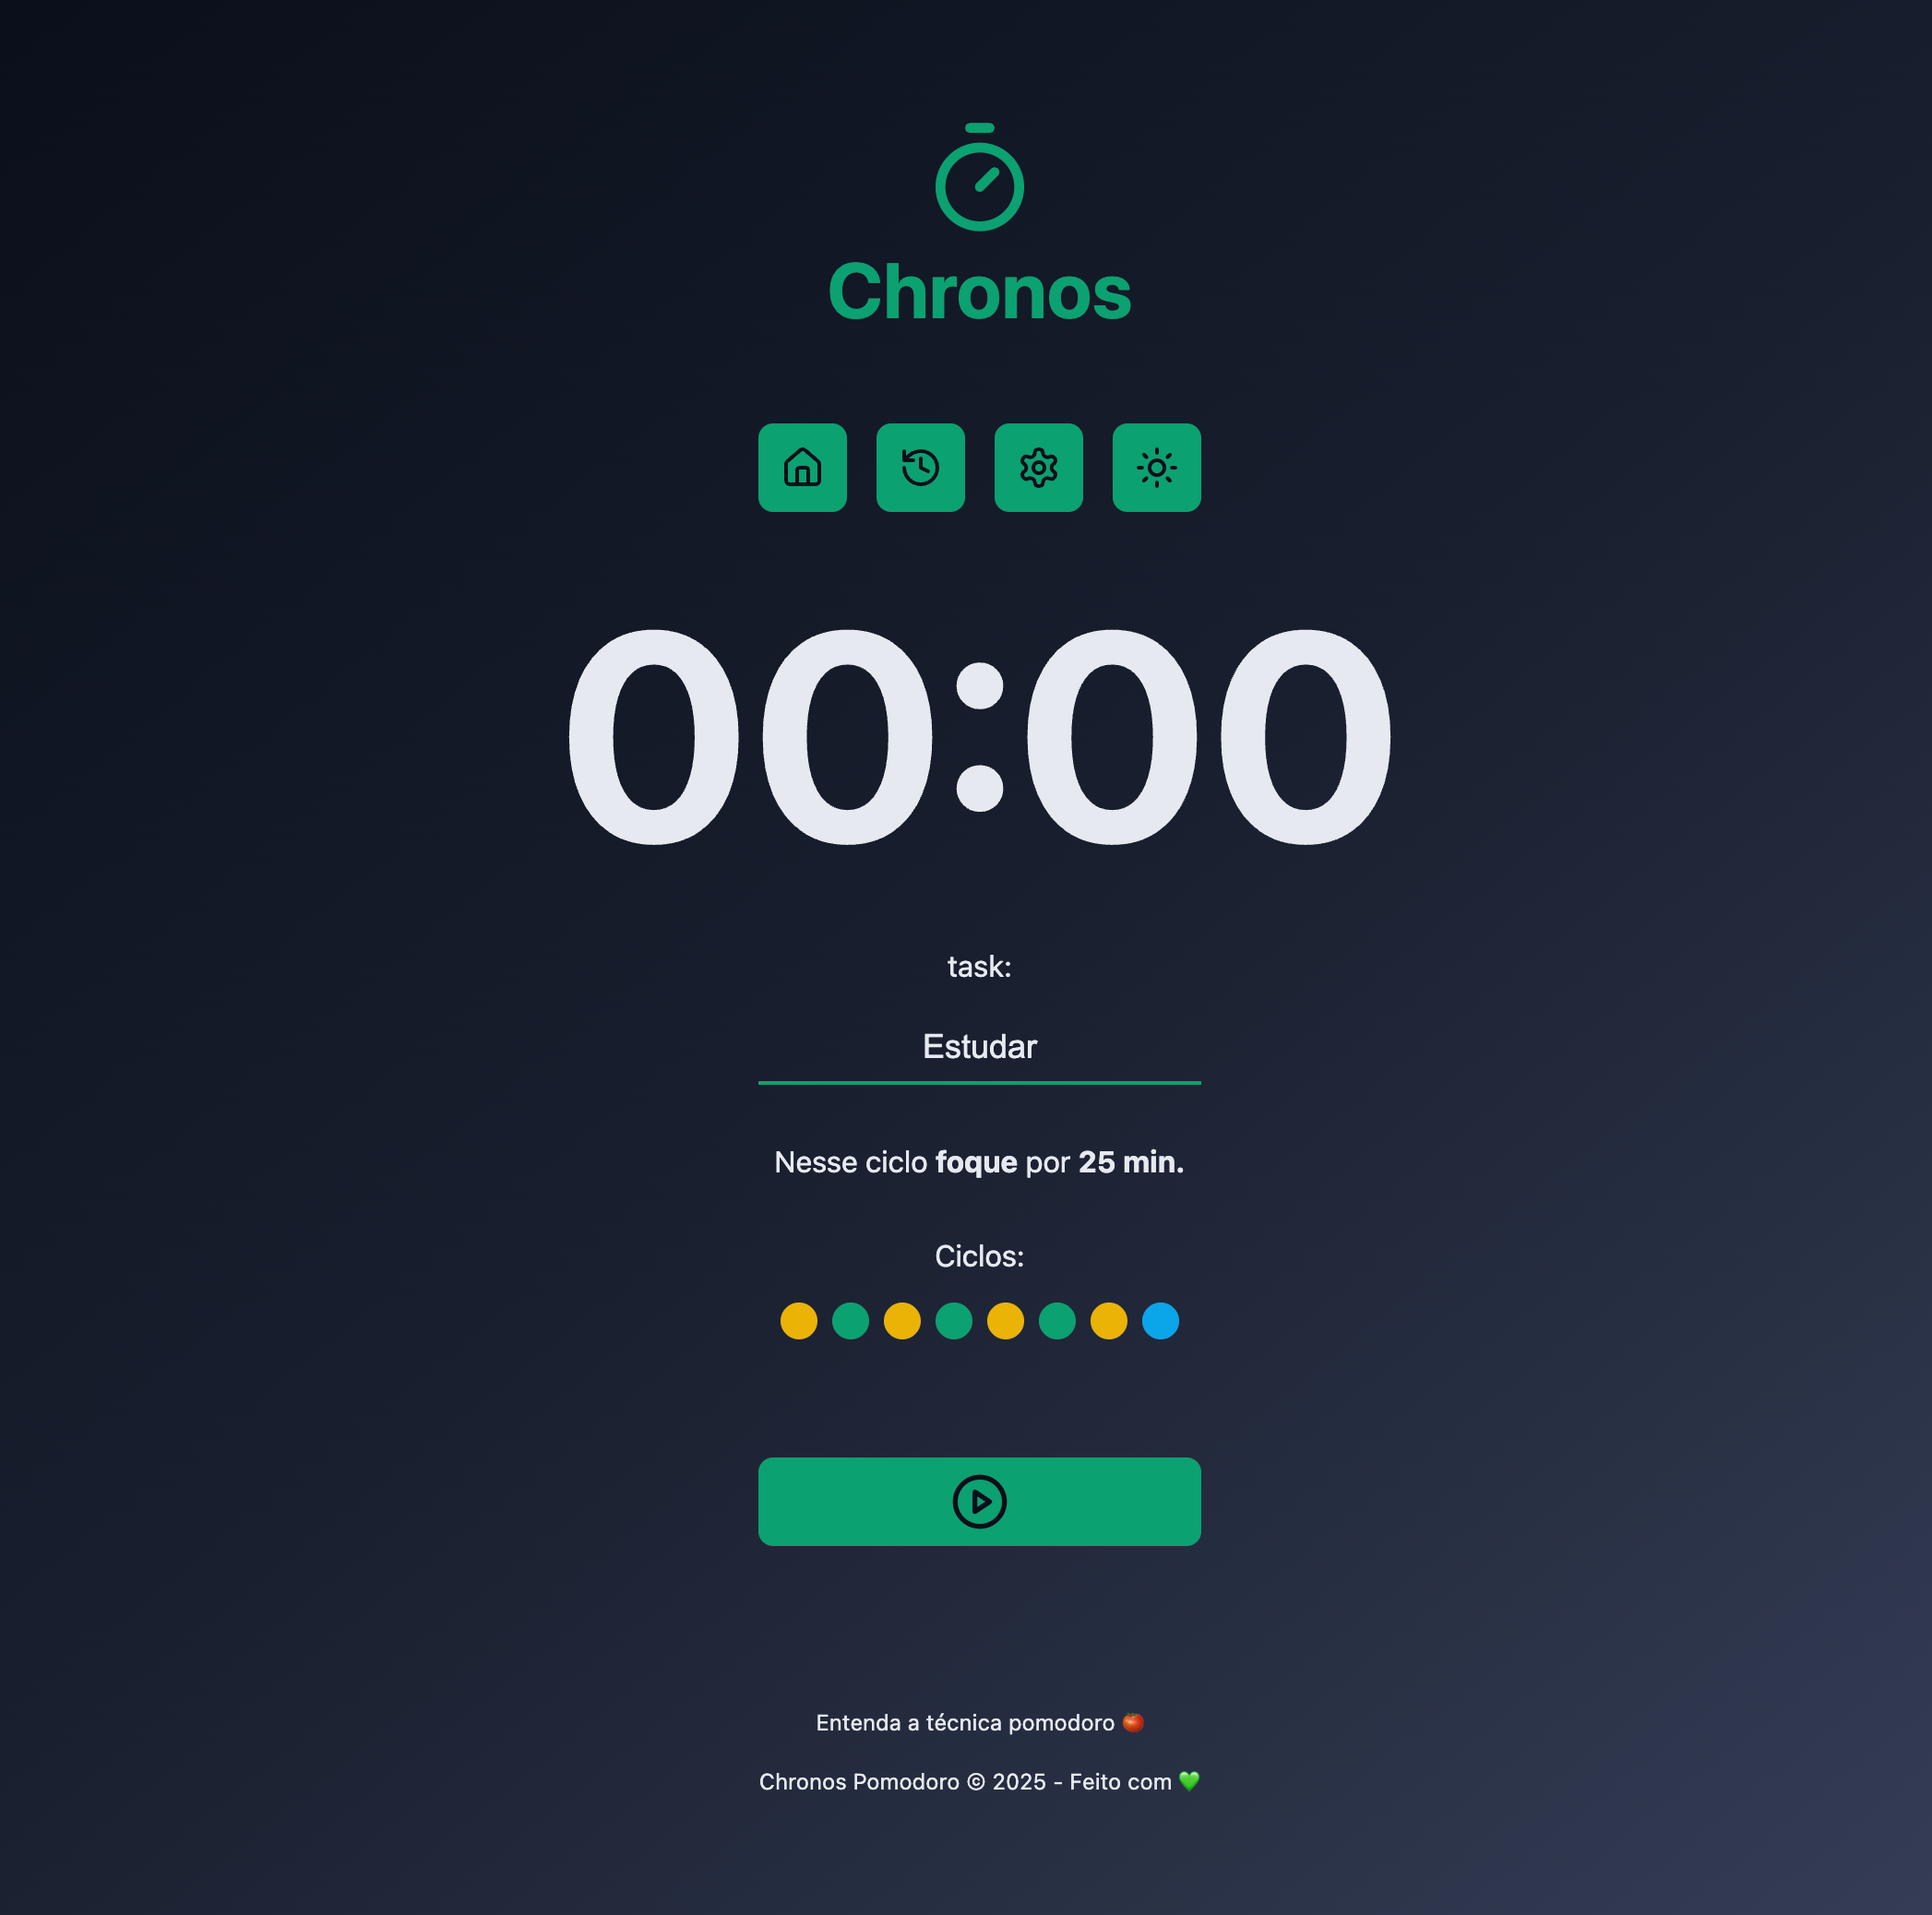 Chronos
00:00
task:
Estudar
Nesse ciclo foque por 25 min.
Ciclos:
Entenda a técnica pomodoro 🍅
Chronos Pomodoro © 2025 - Feito com 💚